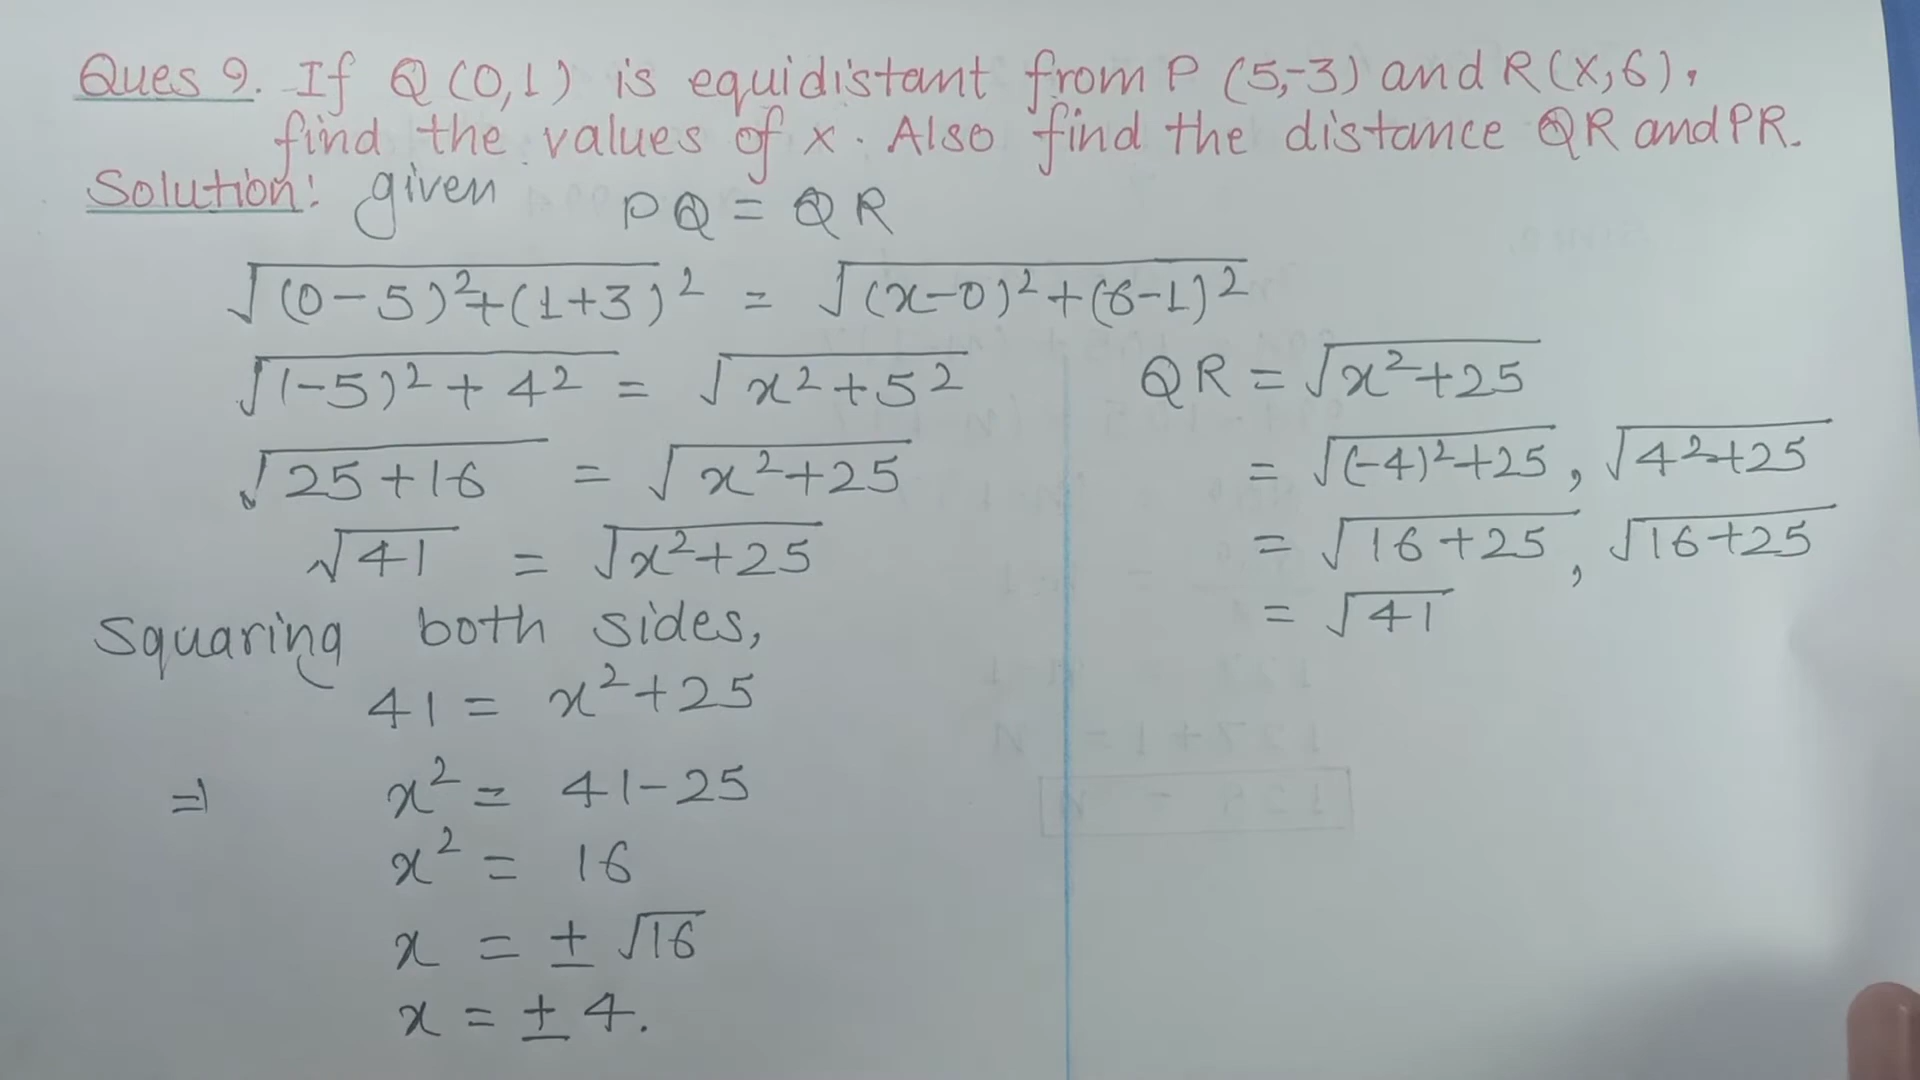 Ques 9. If Q (0,1) is equidistant from P (5,-3) and R(x,6),
find the values of x. Also find the distance QR and PR.
Solution: given PQ = QR
√(0-5)²+(1+3)² = √(x-0)²+(6-1)²
√(-5)²+4² = √x²+5²
√25+16 = √x²+25
√41 = √x²+25
Squaring both sides,
41 = x²+25
⇒ x² = 41-25
x² = 16
x = ± √16
x = ± 4.
QR = √x²+25
= √(-4)²+25, √4²+25
= √16+25, √16+25
= √41